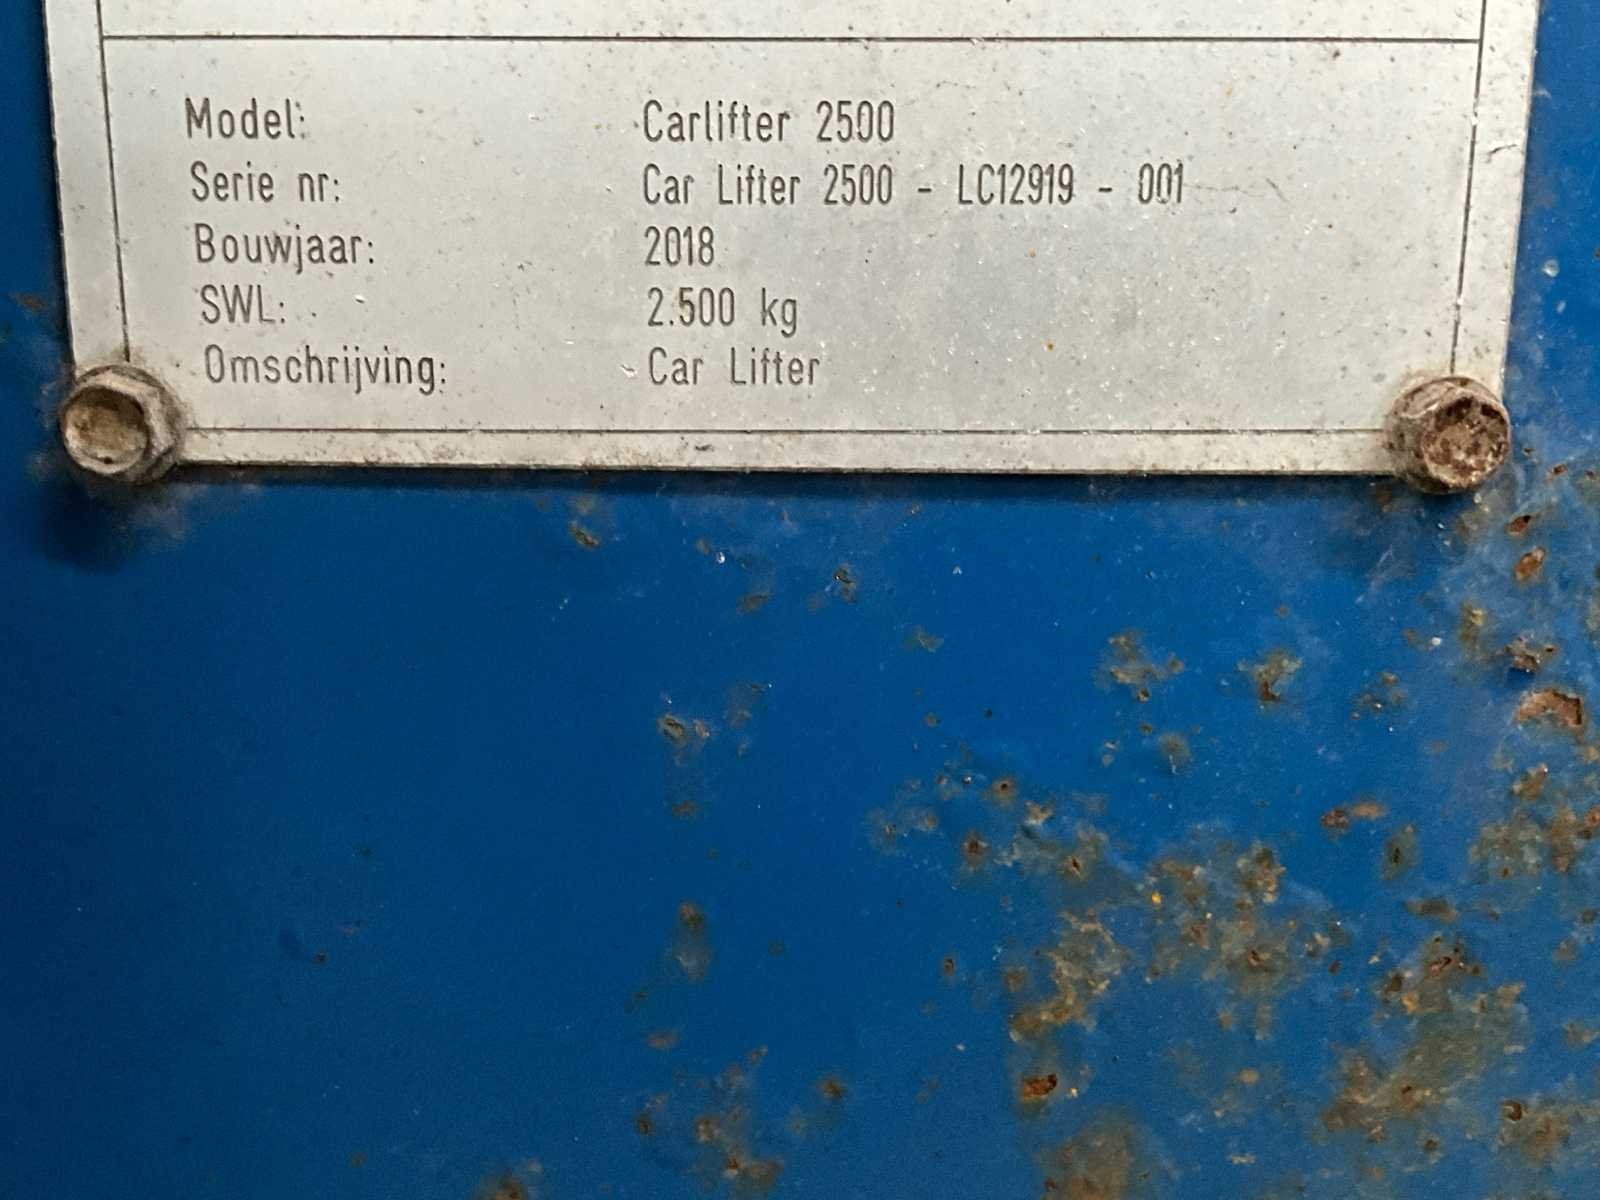 Model: Carlifter 2500
Serie nr: Car Lifter 2500 - LC12919 - 001
Bouwjaar: 2018
SWL: 2.500 kg
Omschrijving: Car Lifter